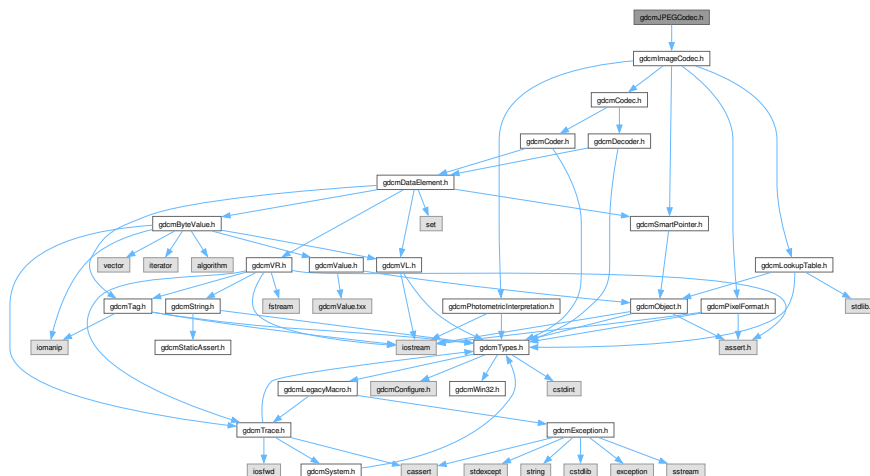 gdcmJPEGCodec.h
gdcmImageCodec.h
gdcmCodec.h
gdcmCoder.h
gdcmDecoder.h
gdcmDataElement.h
gdcmByteValue.h
set
gdcmSmartPointer.h
vector
iterator
algorithm
gdcmVR.h
gdcmValue.h
gdcmVL.h
gdcmLookupTable.h
gdcmTag.h
gdcmString.h
fstream
gdcmValue.txx
gdcmPhotometricInterpretation.h
gdcmObject.h
gdcmPixelFormat.h
stdlib.
iomanip
gdcmStaticAssert.h
iostream
gdcmTypes.h
assert.h
gdcmLegacyMacro.h
gdcmConfigure.h
gdcmWin32.h
cstdint
gdcmTrace.h
gdcmException.h
iosfwd
gdcmSystem.h
cassert
stdexcept
string
cstdlib
exception
sstream